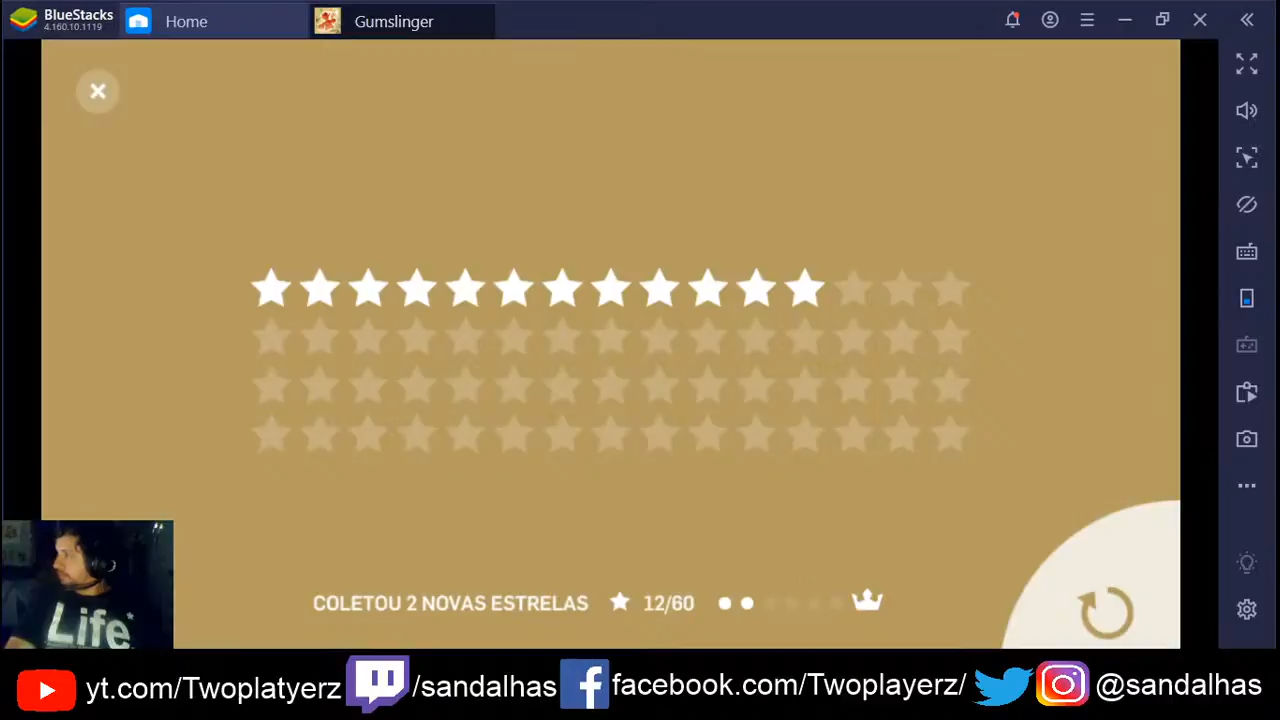 BlueStacks
4.160.10.1119
Home
Gumslinger
COLETOU 2 NOVAS ESTRELAS 12/60
Life*
yt.com/Twoplatyerz /sandalhas facebook.com/Twoplayerz/ @sandalhas